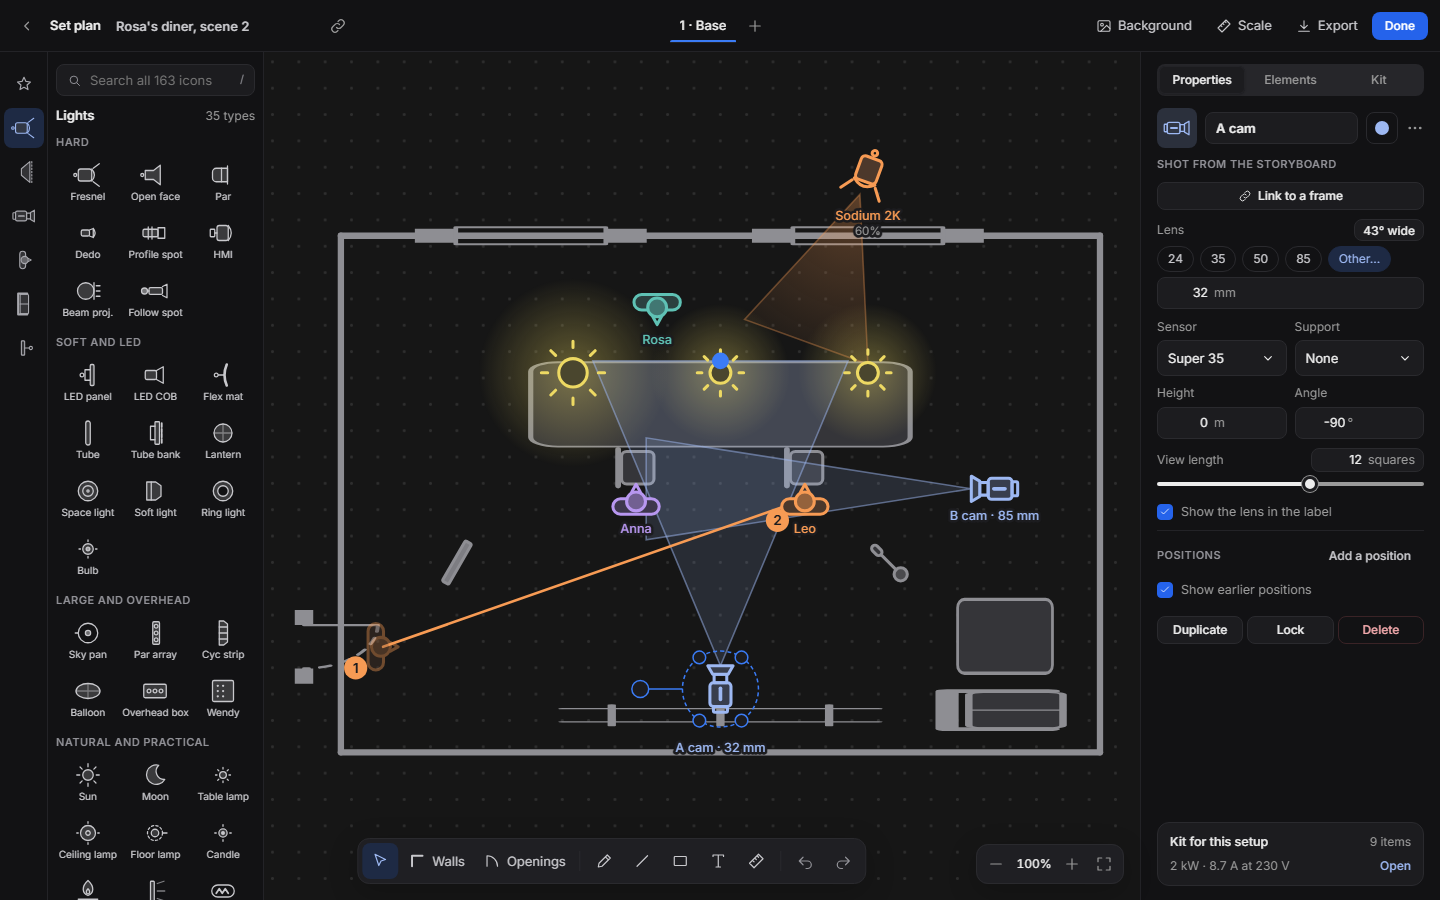 Set plan
Rosa's diner, scene 2
1 · Base
Background
Scale
Export
Done
Search all 163 icons
/
Lights
35 types
HARD
Fresnel
Open face
Par
Dedo
Profile spot
HMI
Beam proj.
Follow spot
SOFT AND LED
LED panel
LED COB
Flex mat
Tube
Tube bank
Lantern
Space light
Soft light
Ring light
Bulb
LARGE AND OVERHEAD
Sky pan
Par array
Cyc strip
Balloon
Overhead box
Wendy
NATURAL AND PRACTICAL
Sun
Moon
Table lamp
Ceiling lamp
Floor lamp
Candle
Sodium 2K
60%
Rosa
Anna
2
Leo
B cam · 85 mm
1
A cam · 32 mm
Walls
Openings
100%
Properties
Elements
Kit
A cam
SHOT FROM THE STORYBOARD
Link to a frame
Lens
43° wide
24
35
50
85
Other...
32 mm
Sensor
Support
Super 35
None
Height
Angle
0 m
-90 °
View length
12 squares
Show the lens in the label
POSITIONS
Add a position
Show earlier positions
Duplicate
Lock
Delete
Kit for this setup
9 items
2 kW · 8.7 A at 230 V
Open